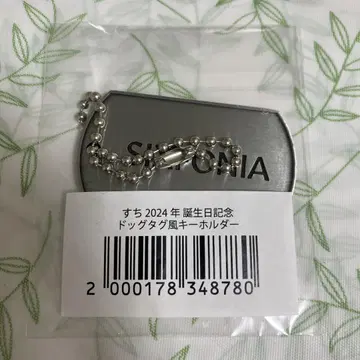 SINFONIA
すち 2024 年 誕生日記念
ドッグタグ風キーホルダー
2 000178 348780